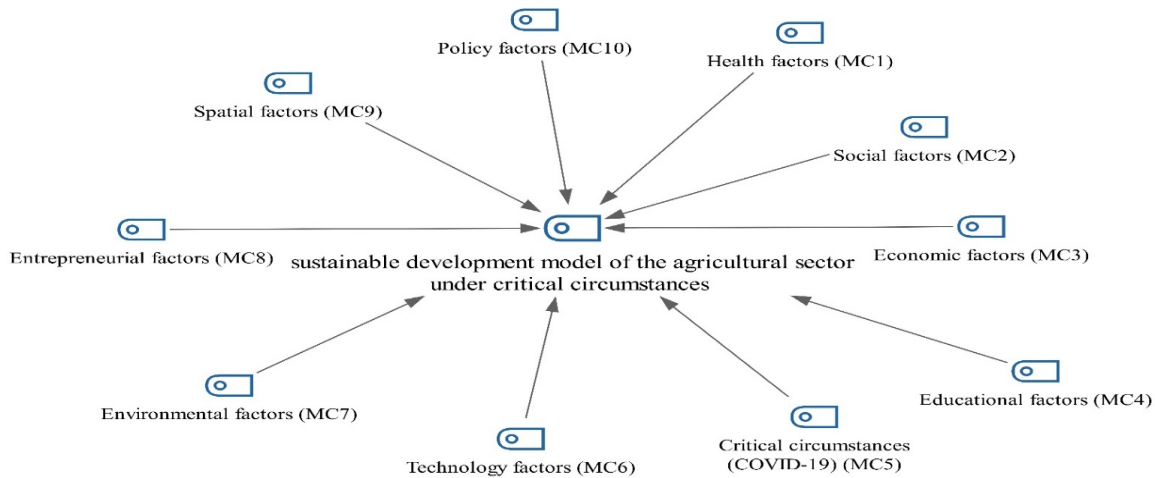 Policy factors (MC10)
Health factors (MC1)
Spatial factors (MC9)
Social factors (MC2)
Entrepreneurial factors (MC8)
sustainable development model of the agricultural sector
under critical circumstances
Economic factors (MC3)
Environmental factors (MC7)
Educational factors (MC4)
Technology factors (MC6)
Critical circumstances
(COVID-19) (MC5)